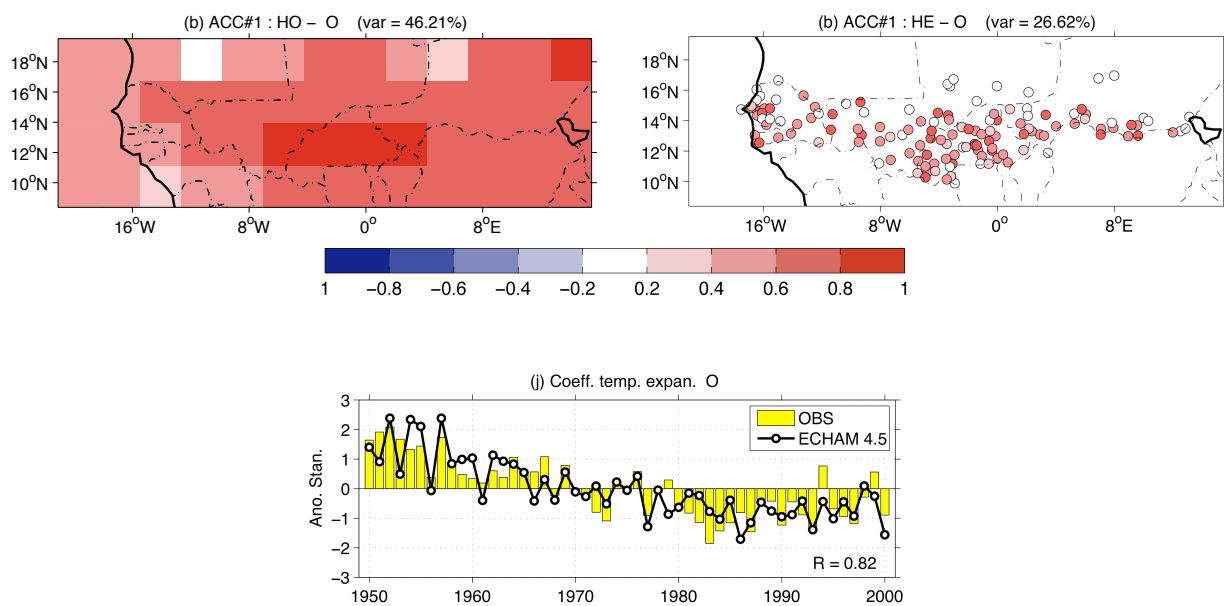 (b) ACC#1 : HO − O (var = 46.21%)
(b) ACC#1 : HE − O (var = 26.62%)
18°N
16°N
14°N
12°N
10°N
16°W 8°W 0° 8°E
18°N
16°N
14°N
12°N
10°N
16°W 8°W 0° 8°E
1 −0.8 −0.6 −0.4 −0.2 0.2 0.4 0.6 0.8 1
(j) Coeff. temp. expan. O
Ano. Stan.
3
2
1
0
−1
−2
−3
OBS
ECHAM 4.5
R = 0.82
1950 1960 1970 1980 1990 2000